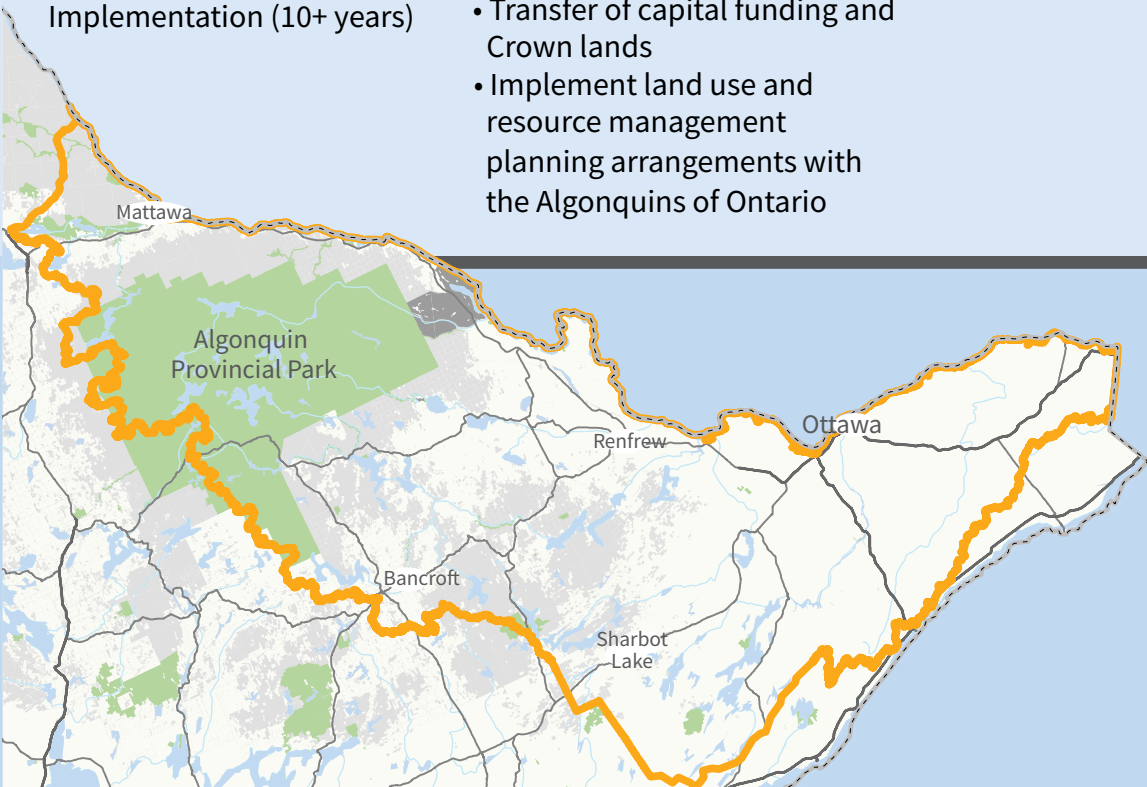 Implementation (10+ years)
• Transfer of capital funding and
Crown lands
• Implement land use and
resource management
planning arrangements with
the Algonquins of Ontario
Mattawa
Algonquin
Provincial Park
Renfrew
Ottawa
Bancroft
Sharbot
Lake